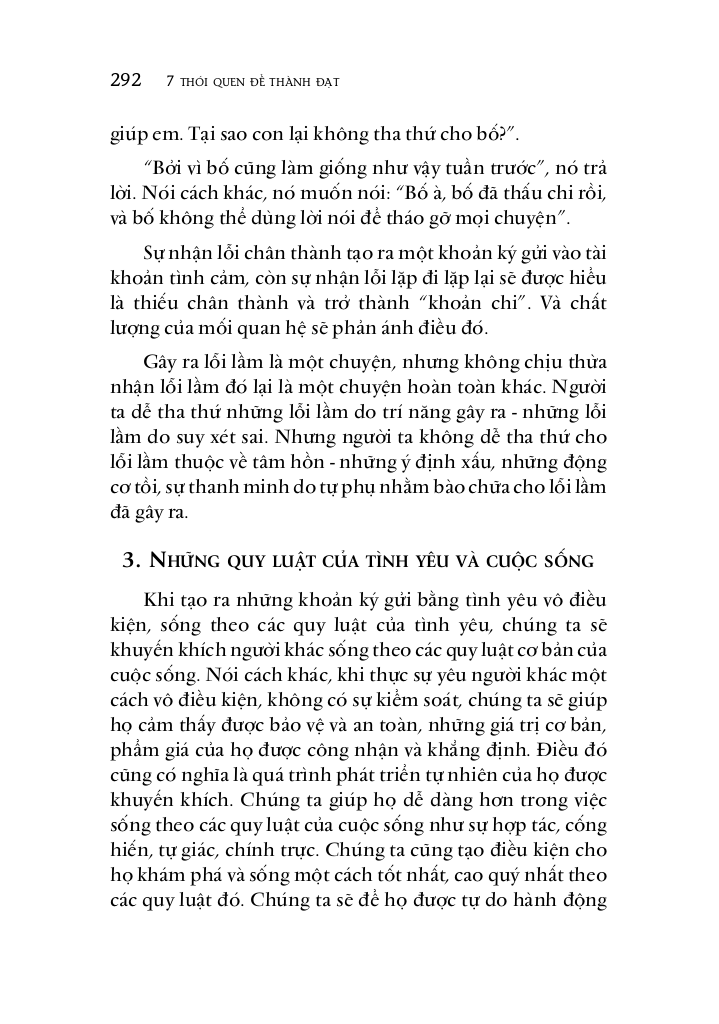 292 7 THÓI QUEN ĐỂ THÀNH ĐẠT
giúp em. Tại sao con lại không tha thứ cho bố?”.
“Bởi vì bố cũng làm giống như vậy tuần trước”, nó trả
lời. Nói cách khác, nó muốn nói: “Bố à, bố đã thấu chi rồi,
và bố không thể dùng lời nói để tháo gỡ mọi chuyện”.
Sự nhận lỗi chân thành tạo ra một khoản ký gửi vào tài
khoản tình cảm, còn sự nhận lỗi lặp đi lặp lại sẽ được hiểu
là thiếu chân thành và trở thành “khoản chi”. Và chất
lượng của mối quan hệ sẽ phản ánh điều đó.
Gây ra lỗi lầm là một chuyện, nhưng không chịu thừa
nhận lỗi lầm đó lại là một chuyện hoàn toàn khác. Người
ta dễ tha thứ những lỗi lầm do trí năng gây ra - những lỗi
lầm do suy xét sai. Nhưng người ta không dễ tha thứ cho
lỗi lầm thuộc về tâm hồn - những ý định xấu, những động
cơ tồi, sự thanh minh do tự phụ nhằm bào chữa cho lỗi lầm
đã gây ra.
3. NHỮNG QUY LUẬT CỦA TÌNH YÊU VÀ CUỘC SỐNG
Khi tạo ra những khoản ký gửi bằng tình yêu vô điều
kiện, sống theo các quy luật của tình yêu, chúng ta sẽ
khuyến khích người khác sống theo các quy luật cơ bản của
cuộc sống. Nói cách khác, khi thực sự yêu người khác một
cách vô điều kiện, không có sự kiểm soát, chúng ta sẽ giúp
họ cảm thấy được bảo vệ và an toàn, những giá trị cơ bản,
phẩm giá của họ được công nhận và khẳng định. Điều đó
cũng có nghĩa là quá trình phát triển tự nhiên của họ được
khuyến khích. Chúng ta giúp họ dễ dàng hơn trong việc
sống theo các quy luật của cuộc sống như sự hợp tác, cống
hiến, tự giác, chính trực. Chúng ta cũng tạo điều kiện cho
họ khám phá và sống một cách tốt nhất, cao quý nhất theo
các quy luật đó. Chúng ta sẽ để họ được tự do hành động